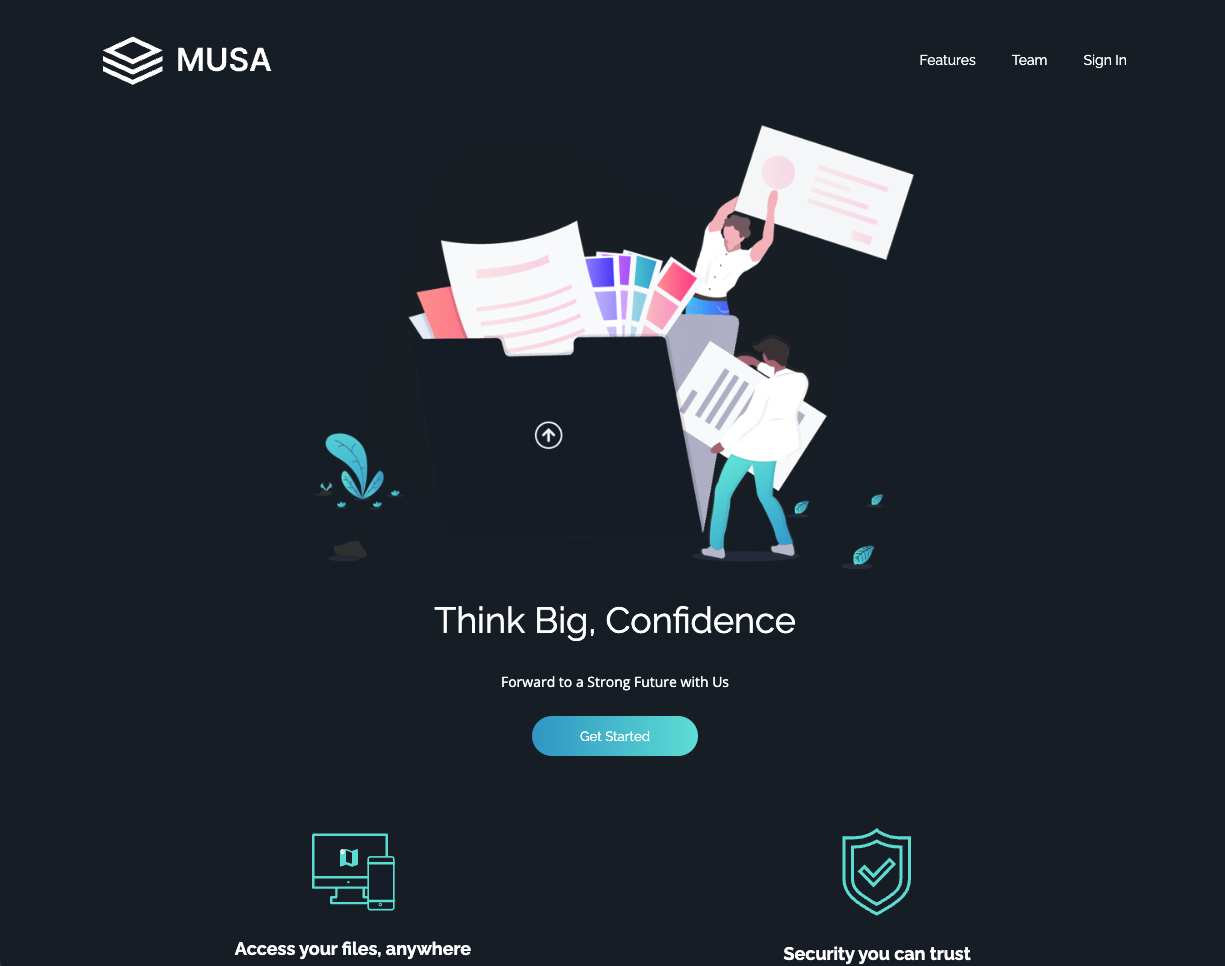 MUSA
Features
Team
Sign In
Think Big, Confidence
Forward to a Strong Future with Us
Get Started
Access your files, anywhere
Security you can trust